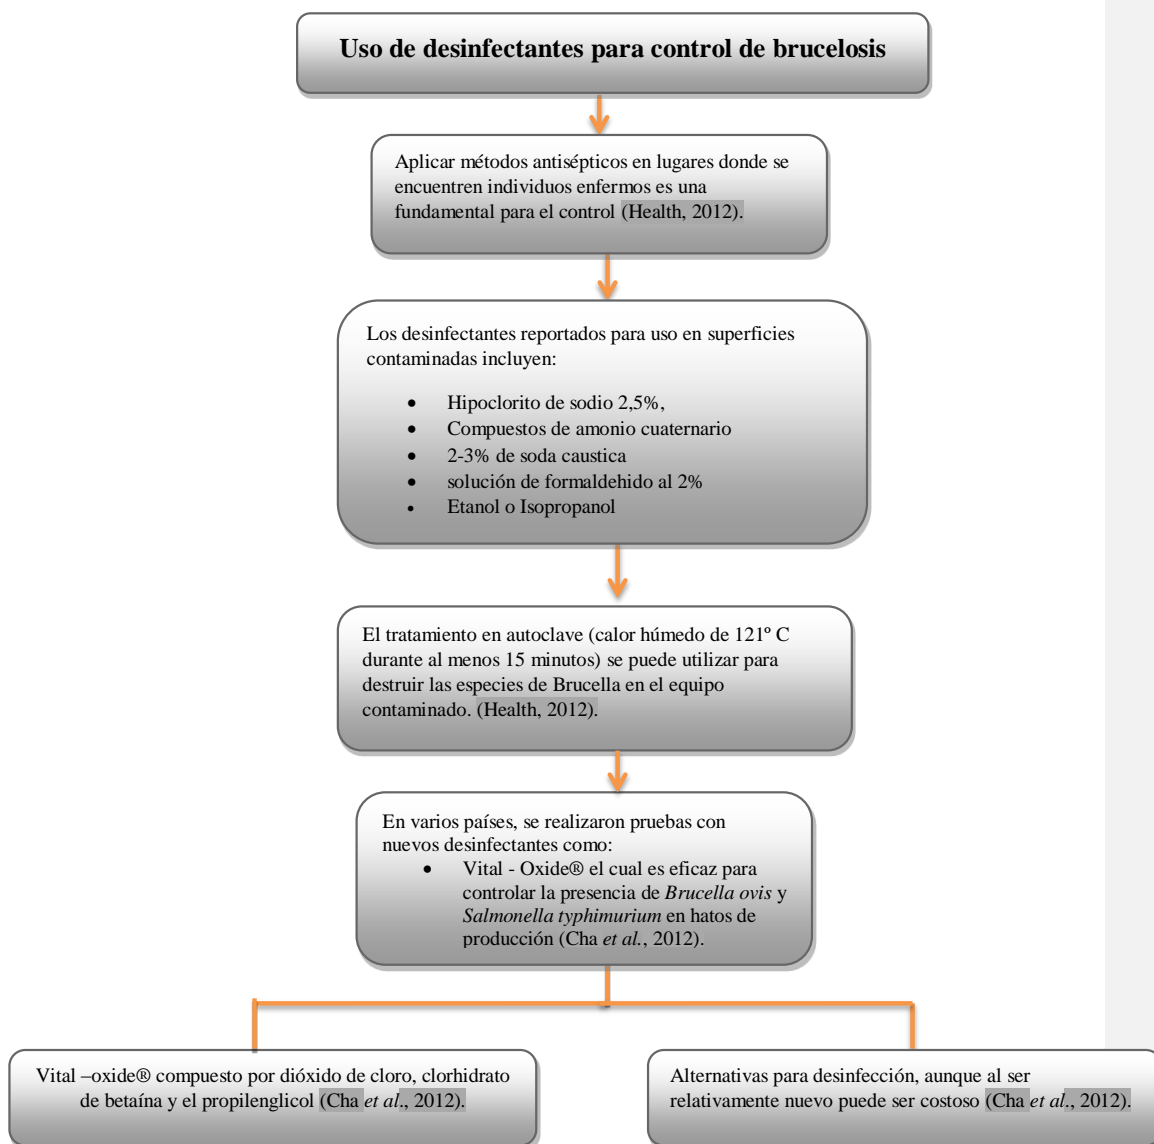 Uso de desinfectantes para control de brucelosis
Aplicar métodos antisépticos en lugares donde se
encuentren individuos enfermos es una
fundamental para el control (Health, 2012).
Los desinfectantes reportados para uso en superficies
contaminadas incluyen:
• Hipoclorito de sodio 2,5%,
• Compuestos de amonio cuaternario
• 2-3% de soda caustica
• solución de formaldehido al 2%
• Etanol o Isopropanol
El tratamiento en autoclave (calor húmedo de 121º C
durante al menos 15 minutos) se puede utilizar para
destruir las especies de Brucella en el equipo
contaminado. (Health, 2012).
En varios países, se realizaron pruebas con
nuevos desinfectantes como:
• Vital - Oxide® el cual es eficaz para
controlar la presencia de Brucella ovis y
Salmonella typhimurium en hatos de
producción (Cha et al., 2012).
Vital –oxide® compuesto por dióxido de cloro, clorhidrato
de betaína y el propilenglicol (Cha et al., 2012).
Alternativas para desinfección, aunque al ser
relativamente nuevo puede ser costoso (Cha et al., 2012).